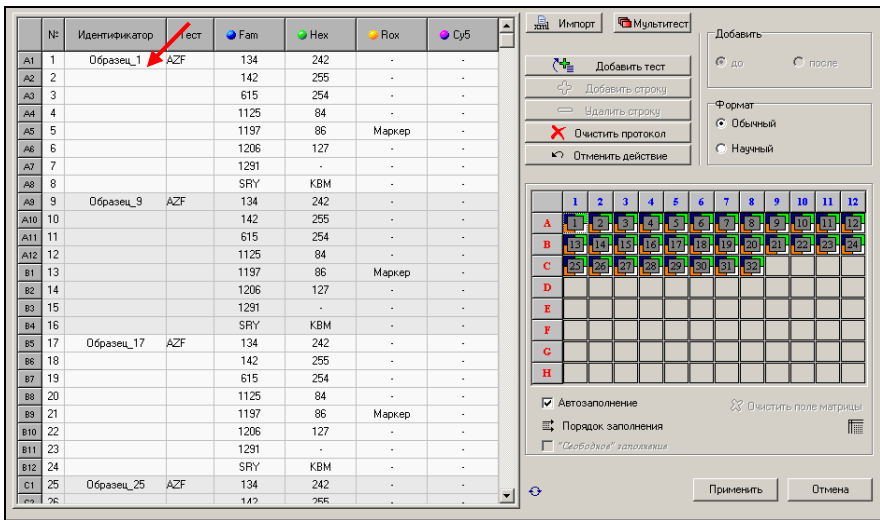 № Идентификатор Тест Fam Hex Rox Cy5
A1 1 Образец_1 AZF 134 242 - -
A2 2 142 255 - -
A3 3 615 254 - -
A4 4 1125 84 - -
A5 5 1197 86 Маркер -
A6 6 1206 127 - -
A7 7 1291 - - -
A8 8 SRY KBM - -
A9 9 Образец_9 AZF 134 242 - -
A10 10 142 255 - -
A11 11 615 254 - -
A12 12 1125 84 - -
B1 13 1197 86 Маркер -
B2 14 1206 127 - -
B3 15 1291 - - -
B4 16 SRY KBM - -
B5 17 Образец_17 AZF 134 242 - -
B6 18 142 255 - -
B7 19 615 254 - -
B8 20 1125 84 - -
B9 21 1197 86 Маркер -
B10 22 1206 127 - -
B11 23 1291 - - -
B12 24 SRY KBM - -
C1 25 Образец_25 AZF 134 242 - -
C2 26 142 255 - -
xml Импорт Мультитест
Добавить тест
Добавить строку
Удалить строку
Очистить протокол
Отменить действие
Добавить
до после
Формат
Обычный
Научный
1 2 3 4 5 6 7 8 9 10 11 12
A 1 2 3 4 5 6 7 8 9 10 11 12
B 13 14 15 16 17 18 19 20 21 22 23 24
C 25 26 27 28 29 30 31 32
D
E
F
G
H
Автозаполнение Очистить поле матрицы
Порядок заполнения
"Свободное" заполнение
Применить Отмена